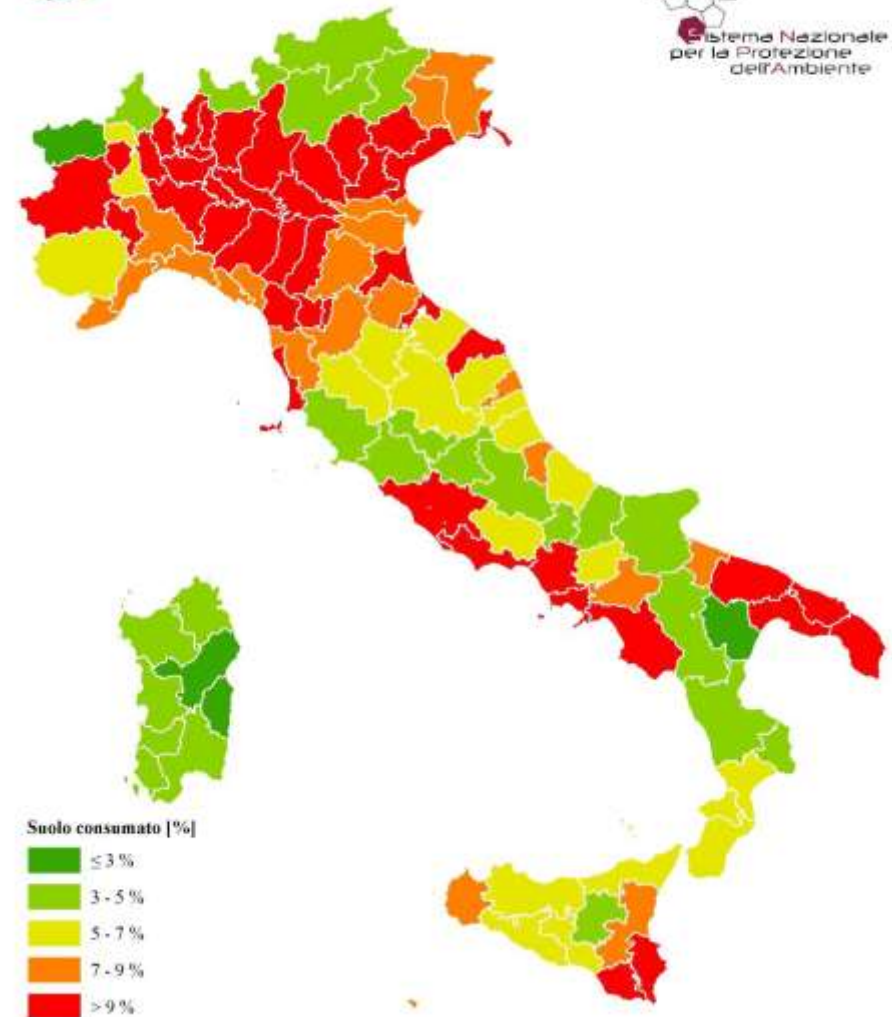 Sistema Nazionale
per la Protezione
dell'Ambiente
Suolo consumato [%]
≤ 3 %
3 - 5 %
5 - 7 %
7 - 9 %
> 9 %